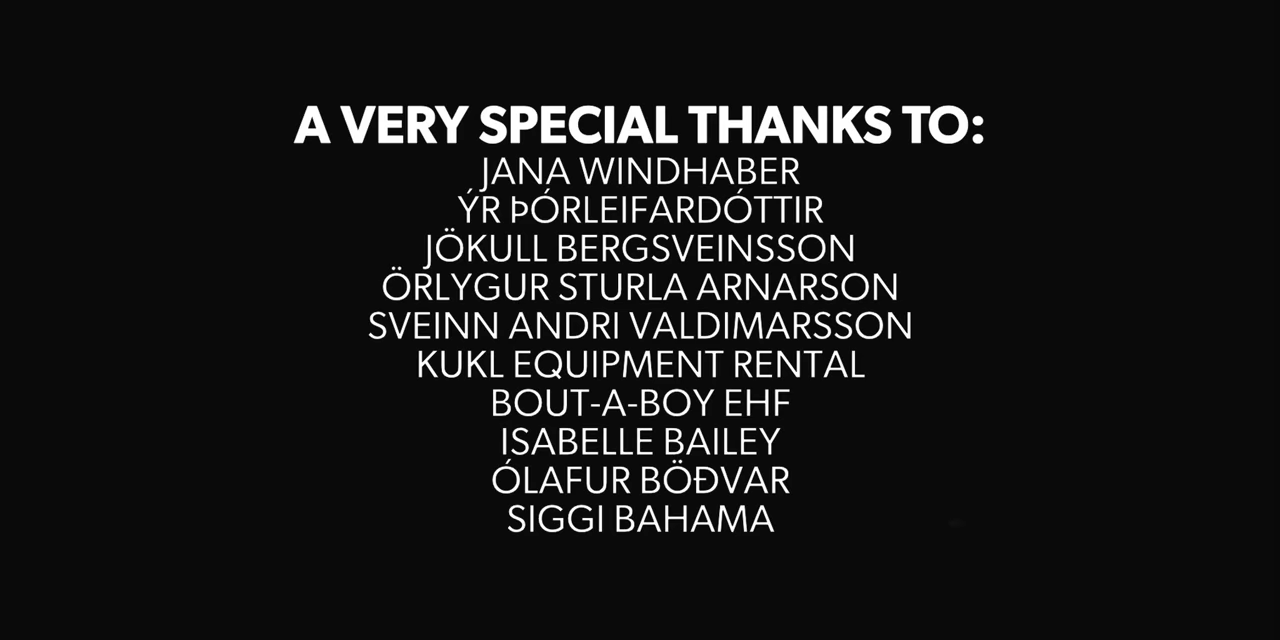 A VERY SPECIAL THANKS TO:
JANA WINDHABER
ÝR ÞÓRLEIFARDÓTTIR
JÖKULL BERGSVEINSSON
ÖRLYGUR STURLA ARNARSON
SVEINN ANDRI VALDIMARSSON
KUKL EQUIPMENT RENTAL
BOUT-A-BOY EHF
ISABELLE BAILEY
ÓLAFUR BÖÐVAR
SIGGI BAHAMA